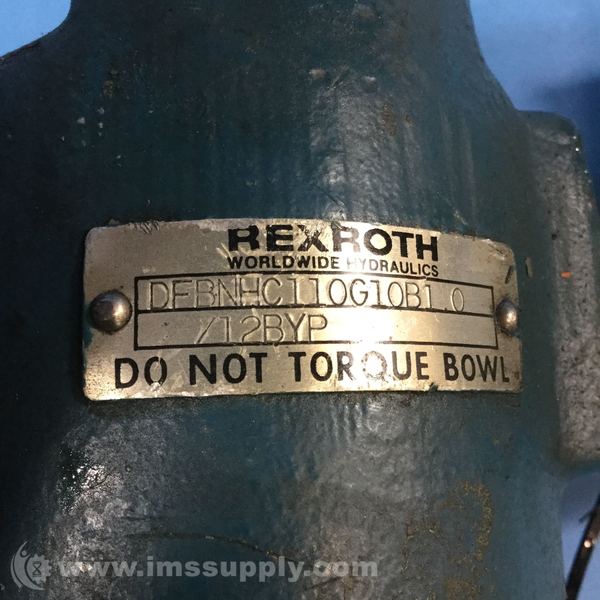 REXROTH
WORLDWIDE HYDRAULICS
DFBNHC110G10B1.0
/12BYP
DO NOT TORQUE BOWL
www.imssupply.com